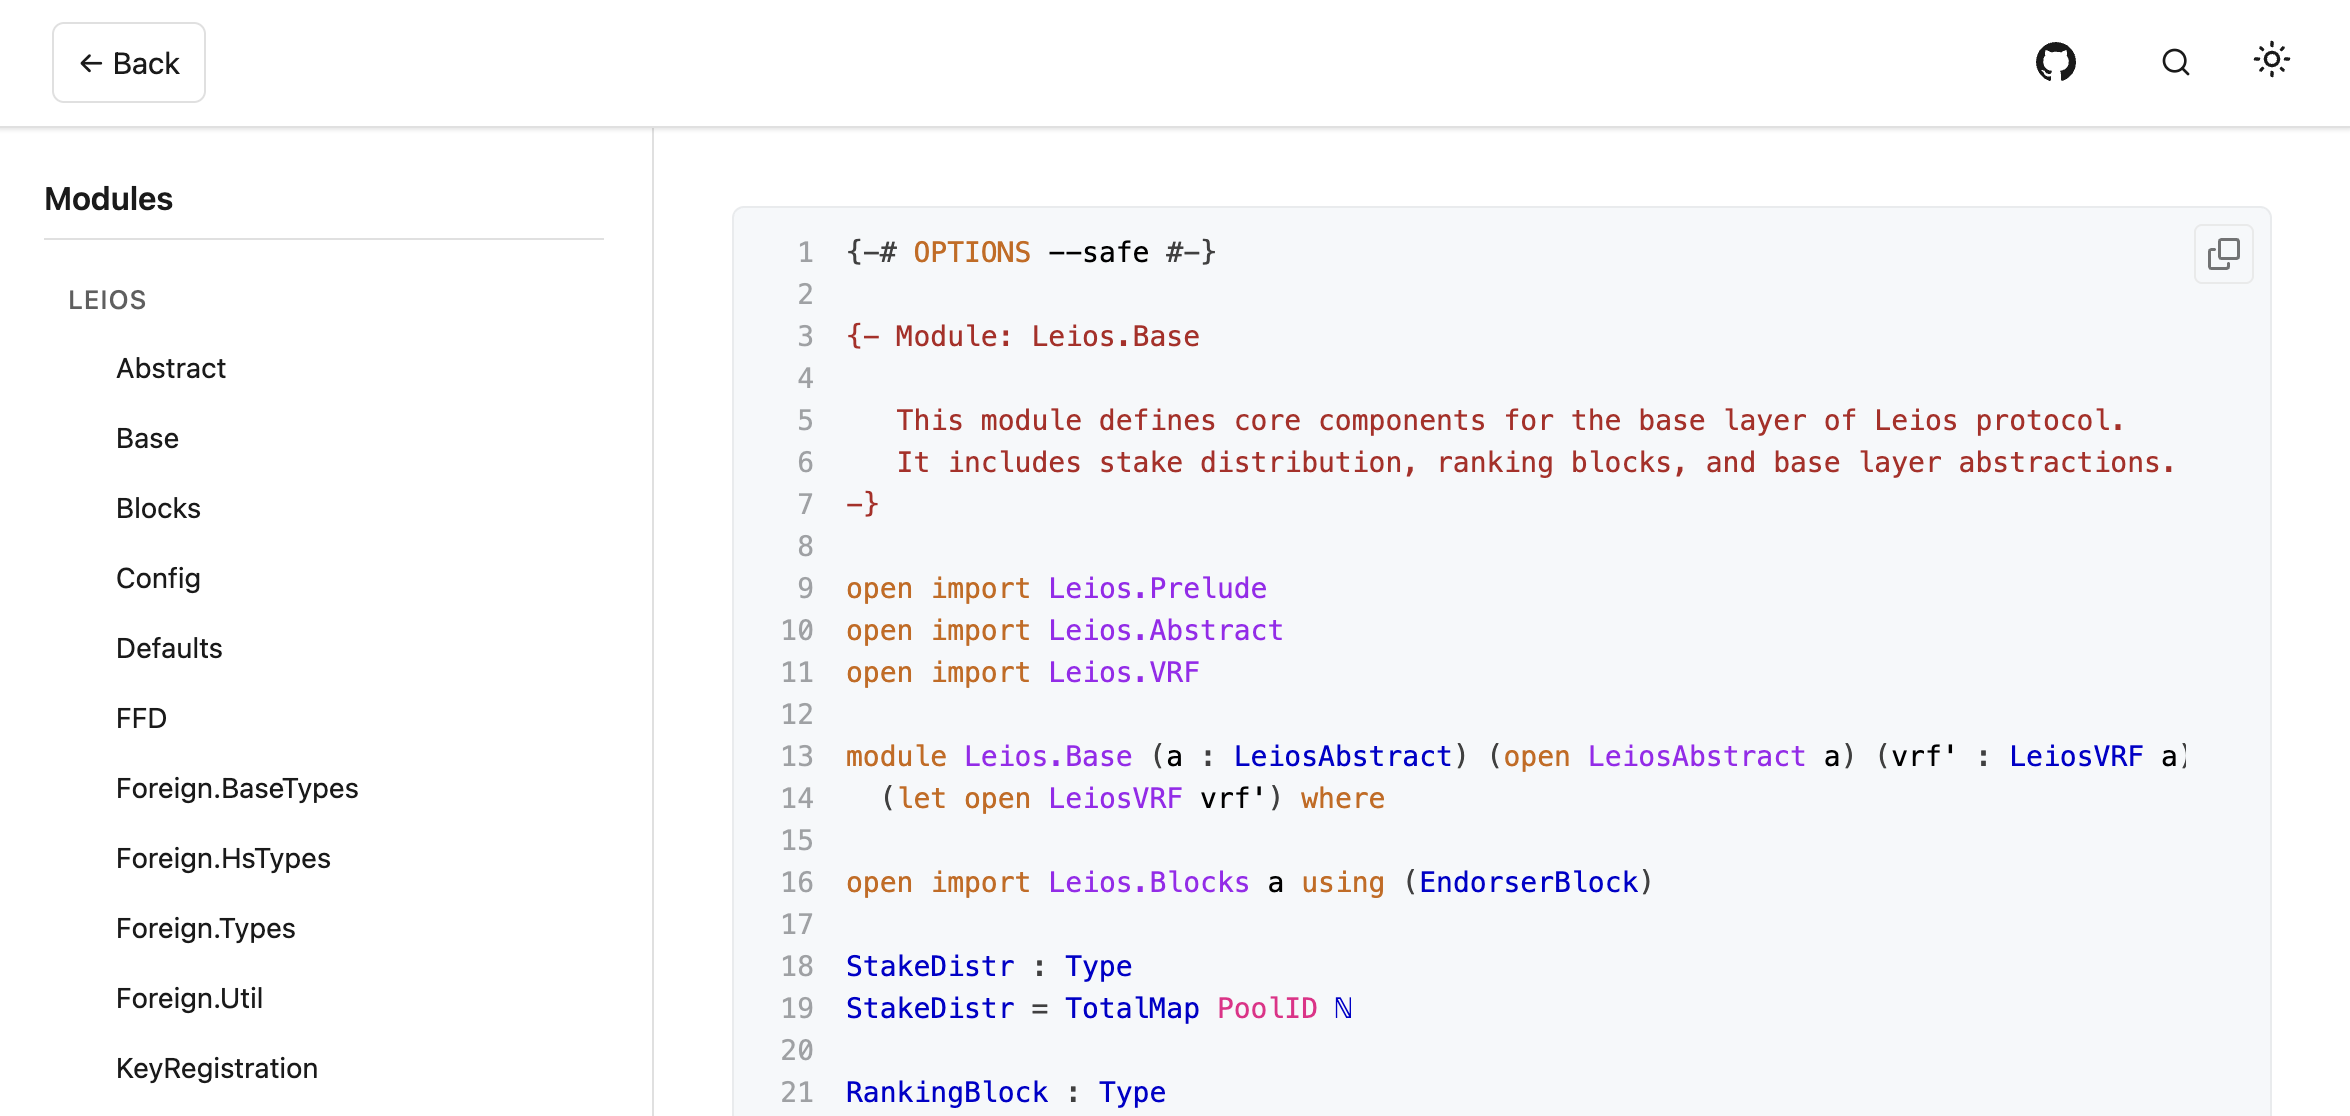 ← Back
Modules
LEIOS
Abstract
Base
Blocks
Config
Defaults
FFD
Foreign.BaseTypes
Foreign.HsTypes
Foreign.Types
Foreign.Util
KeyRegistration
1 {-# OPTIONS --safe #-}
2
3 {- Module: Leios.Base
4
5    This module defines core components for the base layer of Leios protocol.
6    It includes stake distribution, ranking blocks, and base layer abstractions.
7 -}
8
9 open import Leios.Prelude
10 open import Leios.Abstract
11 open import Leios.VRF
12
13 module Leios.Base (a : LeiosAbstract) (open LeiosAbstract a) (vrf' : LeiosVRF a)
14   (let open LeiosVRF vrf') where
15
16 open import Leios.Blocks a using (EndorserBlock)
17
18 StakeDistr : Type
19 StakeDistr = TotalMap PoolID ℕ
20
21 RankingBlock : Type